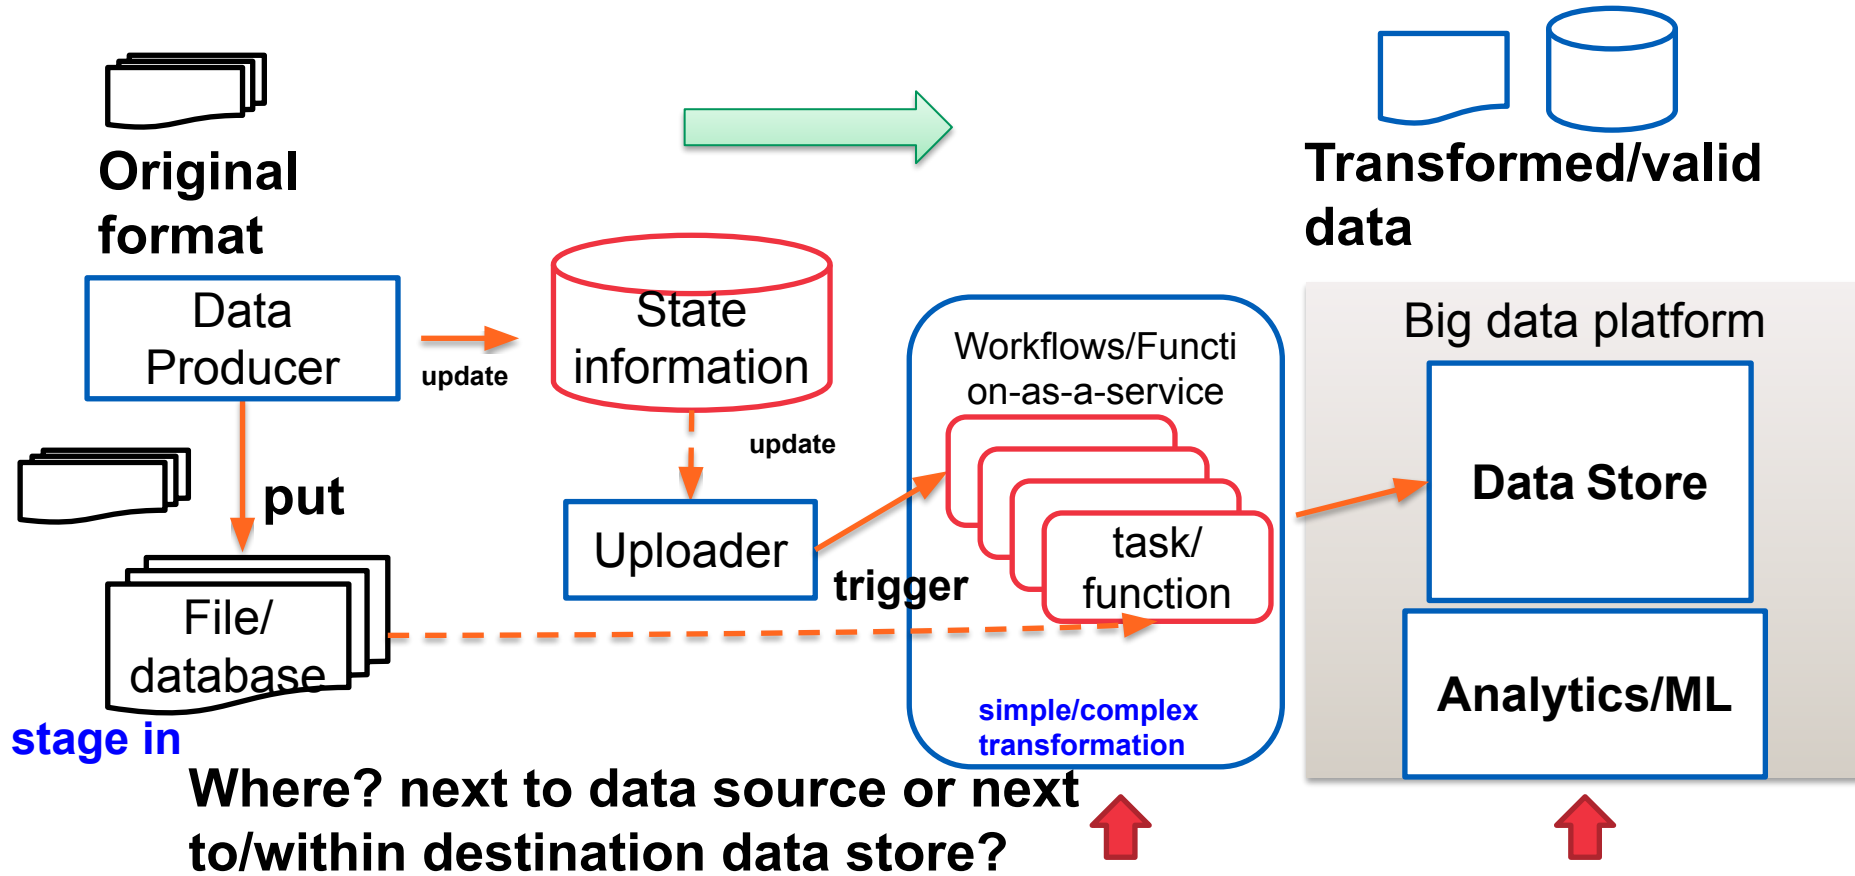 Original
format
Transformed/valid
data
Data
Producer
update
State
information
update
Workflows/Functi
on-as-a-service
Big data platform
Data Store
put
Uploader
trigger
task/
function
File/
database
stage in
simple/complex
transformation
Analytics/ML
Where? next to data source or next
to/within destination data store?